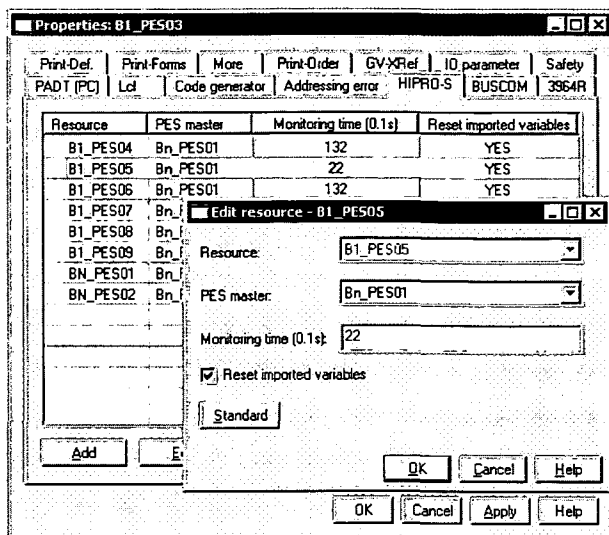 Properties: B1_PES03
Print-Def. Print-Forms More Print-Order GV-XRef IO parameter Safety
PADT (PC) Lcl Code generator Addressing error HIPRO-S BUSCOM 3964R
Resource PES master Monitoring time (0.1s) Reset imported variables
B1_PES04 Bn_PES01 132 YES
B1_PES05 Bn_PES01 22 YES
B1_PES06 Bn_PES01 132 YES
B1_PES07
B1_PES08
B1_PES09
BN_PES01
BN_PES02
Edit resource - B1_PES05
Resource: B1_PES05
PES master: Bn_PES01
Monitoring time (0.1s): 22
Reset imported variables
Standard
Add
OK Cancel Help
OK Cancel Apply Help